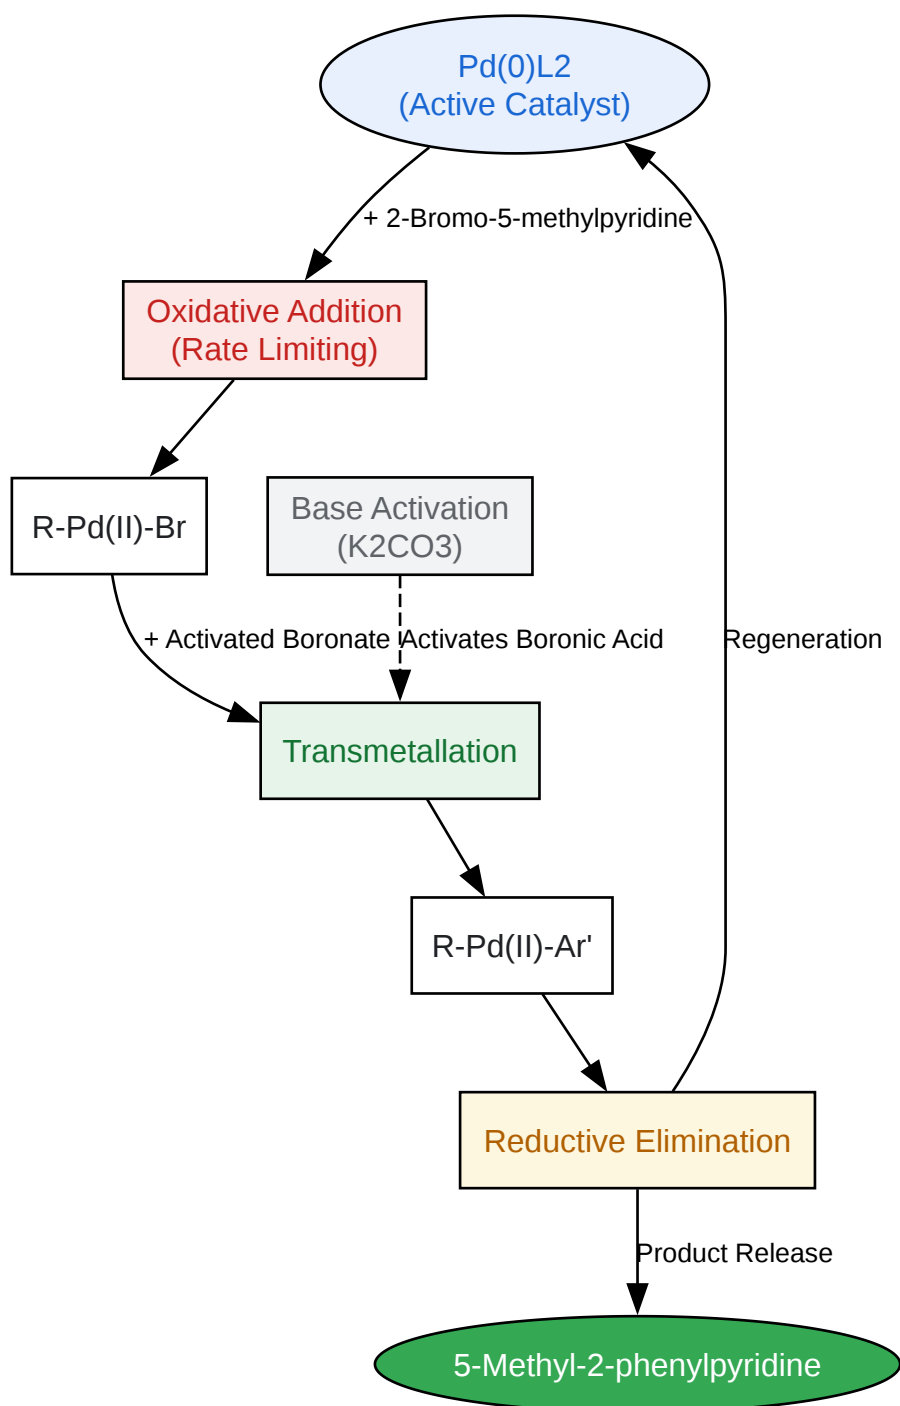 Pd(0)L2
(Active Catalyst)
+ 2-Bromo-5-methylpyridine
Oxidative Addition
(Rate Limiting)
R-Pd(II)-Br
Base Activation
(K2CO3)
+ Activated Boronate
Activates Boronic Acid
Regeneration
Transmetallation
R-Pd(II)-Ar'
Reductive Elimination
Product Release
5-Methyl-2-phenylpyridine